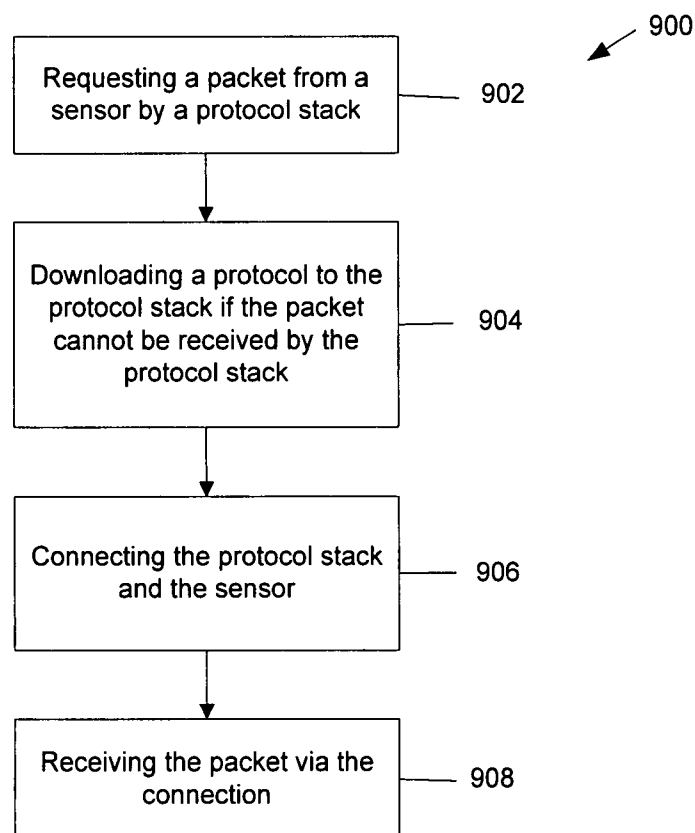 900
Requesting a packet from a
sensor by a protocol stack
902
Downloading a protocol to the
protocol stack if the packet
cannot be received by the
protocol stack
904
Connecting the protocol stack
and the sensor
906
Receiving the packet via the
connection
908